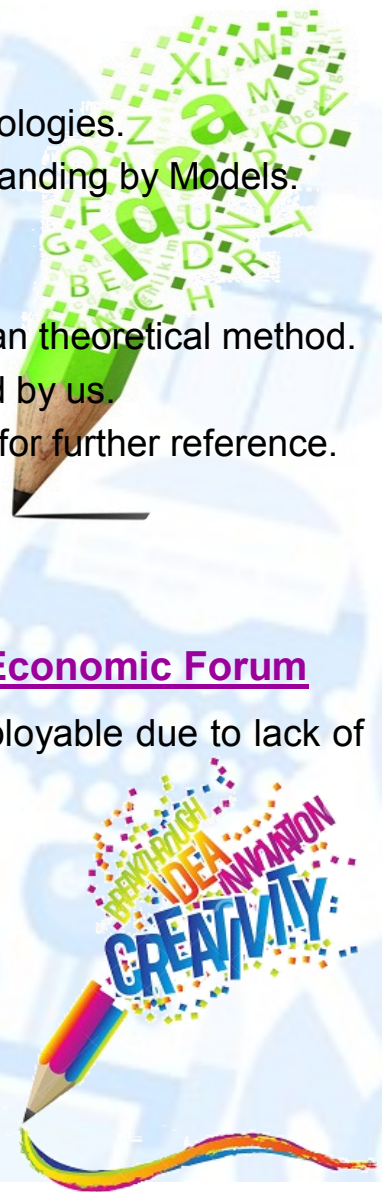 ologies.
anding by Models.
idea
an theoretical method.
d by us.
for further reference.
Economic Forum
ployable due to lack of
BREAKTHROUGH
IDEA
INNOVATION
CREATIVITY